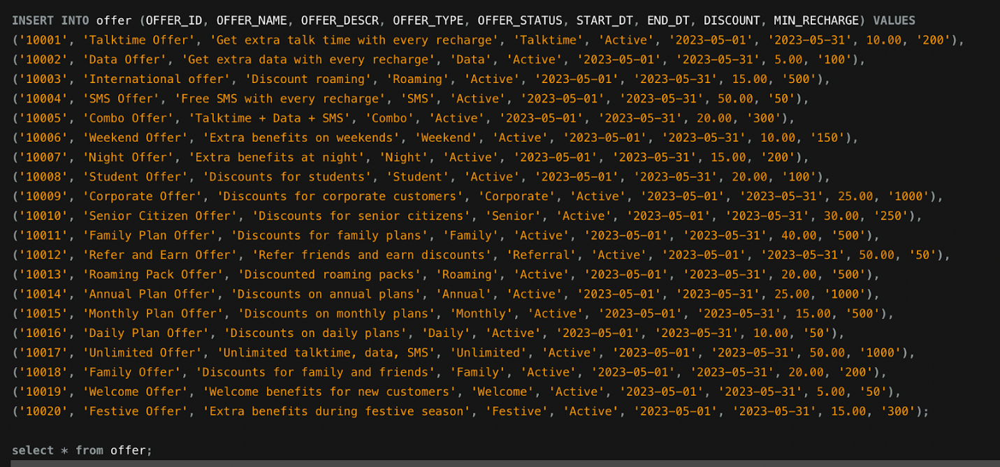 INSERT INTO offer (OFFER_ID, OFFER_NAME, OFFER_DESCR, OFFER_TYPE, OFFER_STATUS, START_DT, END_DT, DISCOUNT, MIN_RECHARGE) VALUES
('10001', 'Talktime Offer', 'Get extra talk time with every recharge', 'Talktime', 'Active', '2023-05-01', '2023-05-31', 10.00, '200'),
('10002', 'Data Offer', 'Get extra data with every recharge', 'Data', 'Active', '2023-05-01', '2023-05-31', 5.00, '100'),
('10003', 'International offer', 'Discount roaming', 'Roaming', 'Active', '2023-05-01', '2023-05-31', 15.00, '500'),
('10004', 'SMS Offer', 'Free SMS with every recharge', 'SMS', 'Active', '2023-05-01', '2023-05-31', 50.00, '50'),
('10005', 'Combo Offer', 'Talktime + Data + SMS', 'Combo', 'Active', '2023-05-01', '2023-05-31', 20.00, '300'),
('10006', 'Weekend Offer', 'Extra benefits on weekends', 'Weekend', 'Active', '2023-05-01', '2023-05-31', 10.00, '150'),
('10007', 'Night Offer', 'Extra benefits at night', 'Night', 'Active', '2023-05-01', '2023-05-31', 15.00, '200'),
('10008', 'Student Offer', 'Discounts for students', 'Student', 'Active', '2023-05-01', '2023-05-31', 20.00, '100'),
('10009', 'Corporate Offer', 'Discounts for corporate customers', 'Corporate', 'Active', '2023-05-01', '2023-05-31', 25.00, '1000'),
('10010', 'Senior Citizen Offer', 'Discounts for senior citizens', 'Senior', 'Active', '2023-05-01', '2023-05-31', 30.00, '250'),
('10011', 'Family Plan Offer', 'Discounts for family plans', 'Family', 'Active', '2023-05-01', '2023-05-31', 40.00, '500'),
('10012', 'Refer and Earn Offer', 'Refer friends and earn discounts', 'Referral', 'Active', '2023-05-01', '2023-05-31', 50.00, '50'),
('10013', 'Roaming Pack Offer', 'Discounted roaming packs', 'Roaming', 'Active', '2023-05-01', '2023-05-31', 20.00, '500'),
('10014', 'Annual Plan Offer', 'Discounts on annual plans', 'Annual', 'Active', '2023-05-01', '2023-05-31', 25.00, '1000'),
('10015', 'Monthly Plan Offer', 'Discounts on monthly plans', 'Monthly', 'Active', '2023-05-01', '2023-05-31', 15.00, '500'),
('10016', 'Daily Plan Offer', 'Discounts on daily plans', 'Daily', 'Active', '2023-05-01', '2023-05-31', 10.00, '50'),
('10017', 'Unlimited Offer', 'Unlimited talktime, data, SMS', 'Unlimited', 'Active', '2023-05-01', '2023-05-31', 50.00, '1000'),
('10018', 'Family Offer', 'Discounts for family and friends', 'Family', 'Active', '2023-05-01', '2023-05-31', 20.00, '200'),
('10019', 'Welcome Offer', 'Welcome benefits for new customers', 'Welcome', 'Active', '2023-05-01', '2023-05-31', 5.00, '50'),
('10020', 'Festive Offer', 'Extra benefits during festive season', 'Festive', 'Active', '2023-05-01', '2023-05-31', 15.00, '300');
select * from offer;